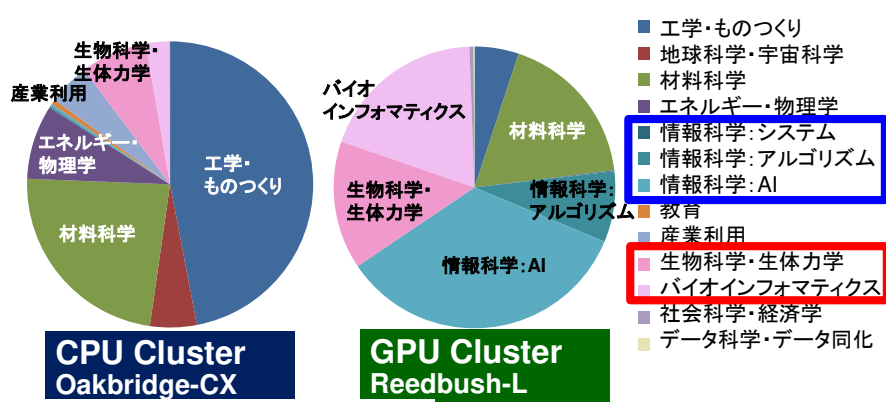 生物科学・
生体力学
産業利用
エネルギー・
物理学
工学・
ものつくり
材料科学
CPU Cluster
Oakbridge-CX
バイオ
インフォマティクス
材料科学
生物科学・
生体力学
情報科学：
アルゴリズム
情報科学：AI
GPU Cluster
Reedbush-L
工学・ものつくり
地球科学・宇宙科学
材料科学
エネルギー・物理学
情報科学：システム
情報科学：アルゴリズム
情報科学：AI
教育
産業利用
生物科学・生体力学
バイオインフォマティクス
社会科学・経済学
データ科学・データ同化